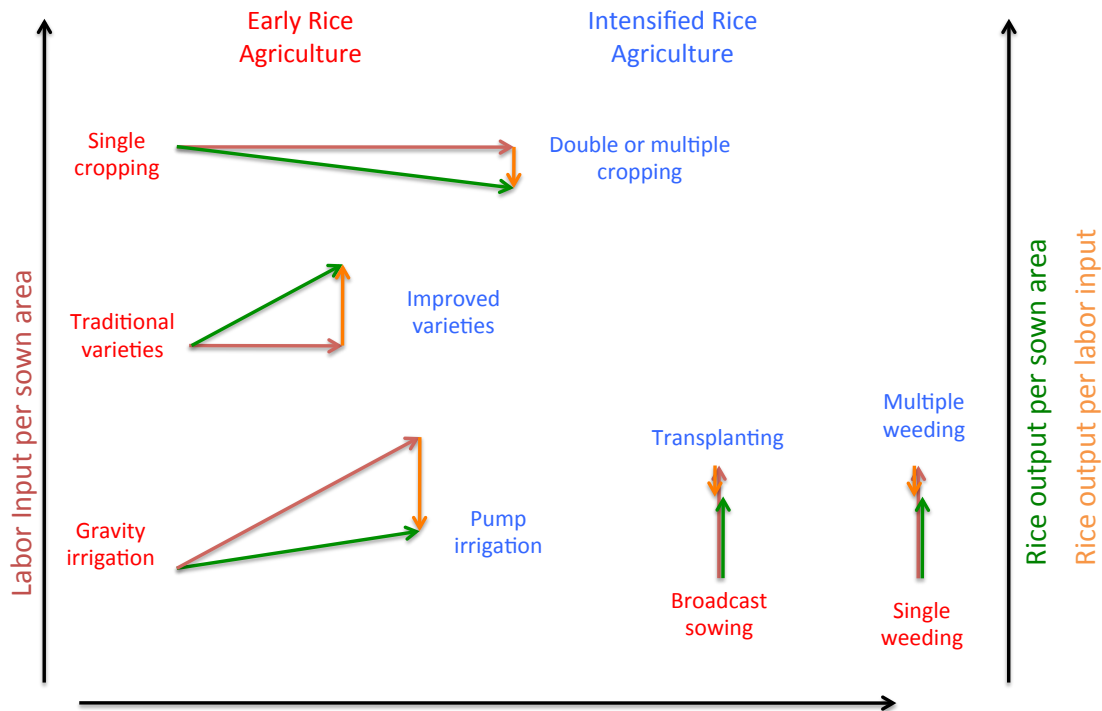 Early Rice
Agriculture
Intensified Rice
Agriculture
Single
cropping
Double or multiple
cropping
Traditional
varieties
Improved
varieties
Gravity
irrigation
Pump
irrigation
Transplanting
Broadcast
sowing
Multiple
weeding
Single
weeding
Labor Input per sown area
Rice output per sown area
Rice output per labor input